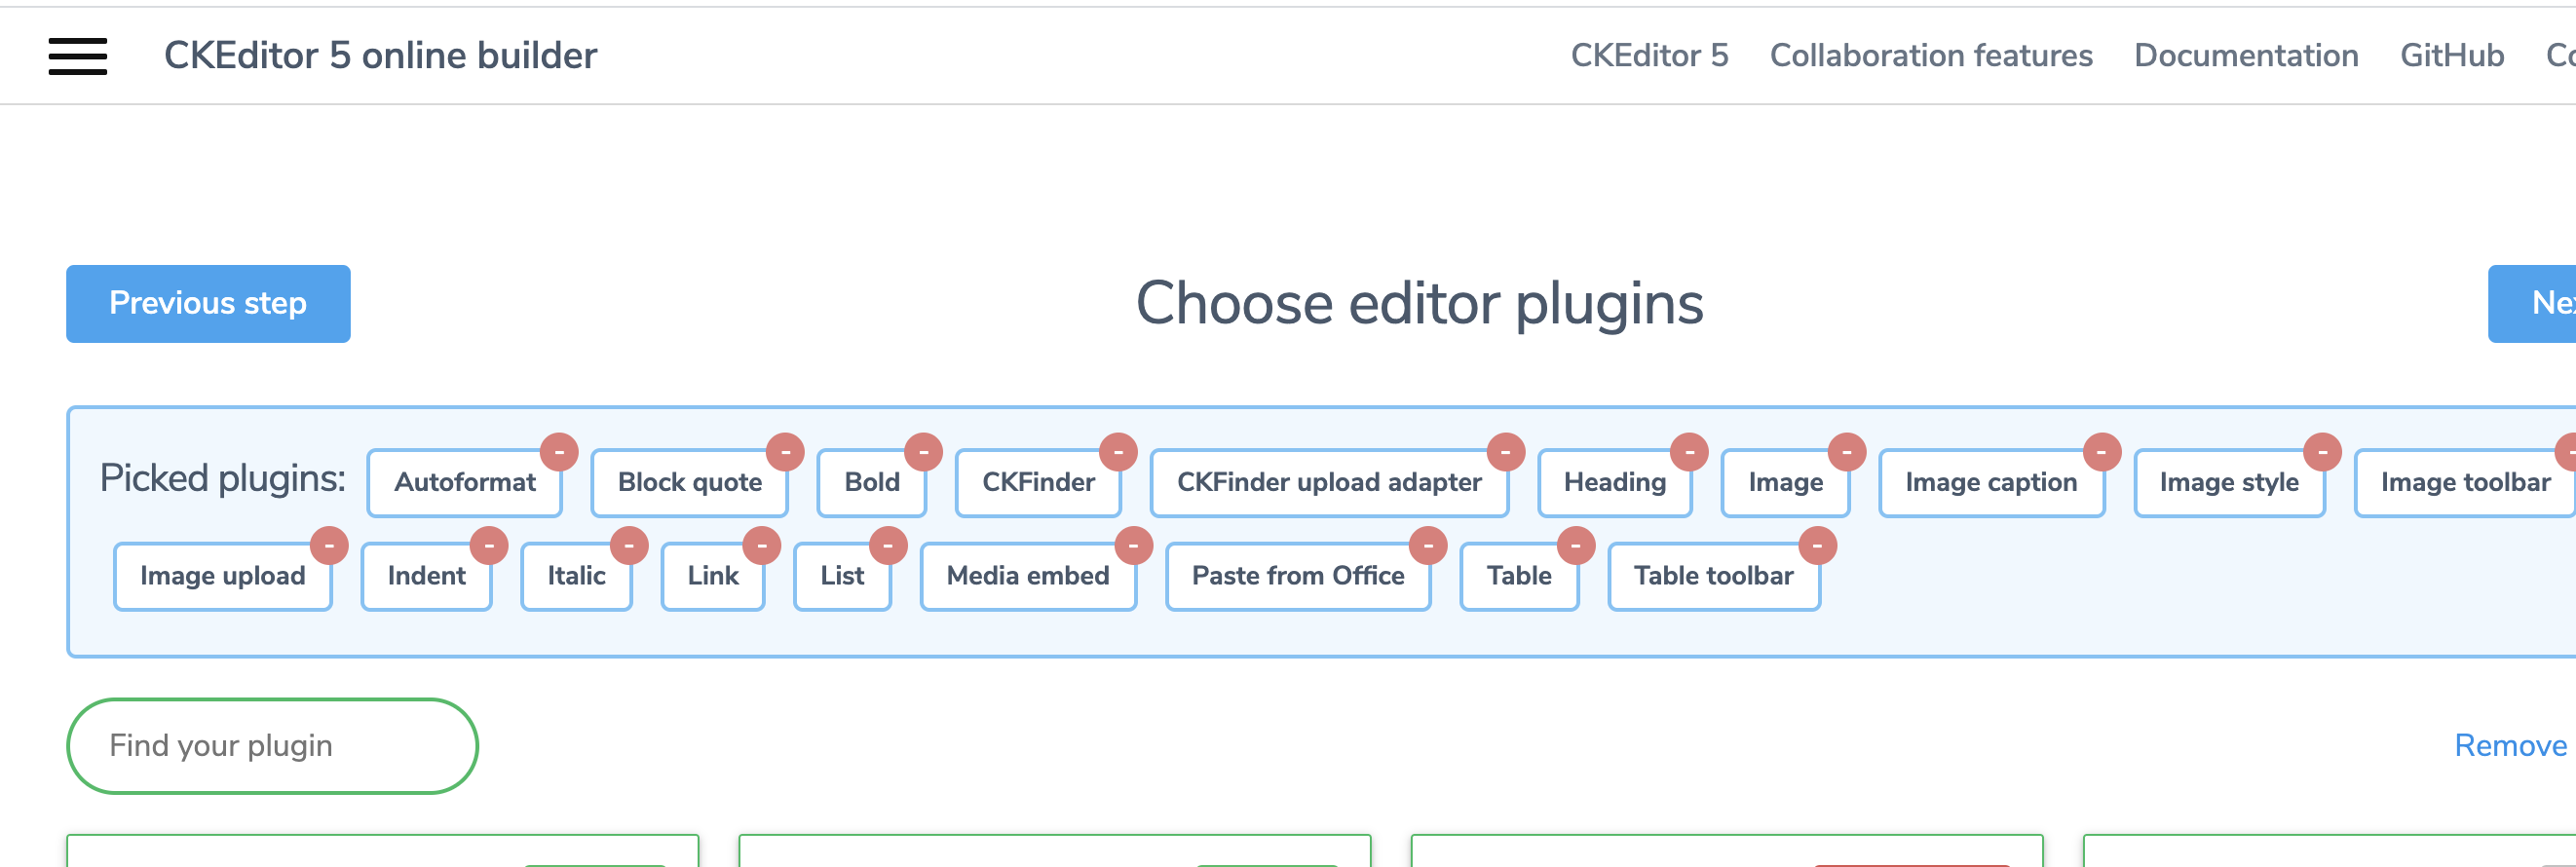 CKEditor 5 online builder CKEditor 5 Collaboration features Documentation GitHub
Previous step Choose editor plugins
Picked plugins: Autoformat - Block quote - Bold - CKFinder - CKFinder upload adapter - Heading - Image - Image caption - Image style - Image toolbar
Image upload - Indent - Italic - Link - List - Media embed - Paste from Office - Table - Table toolbar -
Find your plugin Remove